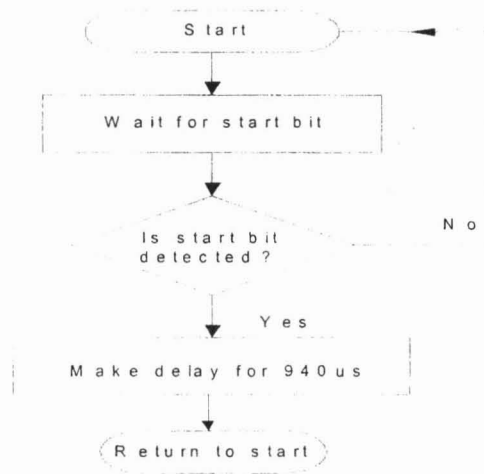 Start
Wait for start bit
Is start bit
detected?
No
Yes
Make delay for 940us
Return to start